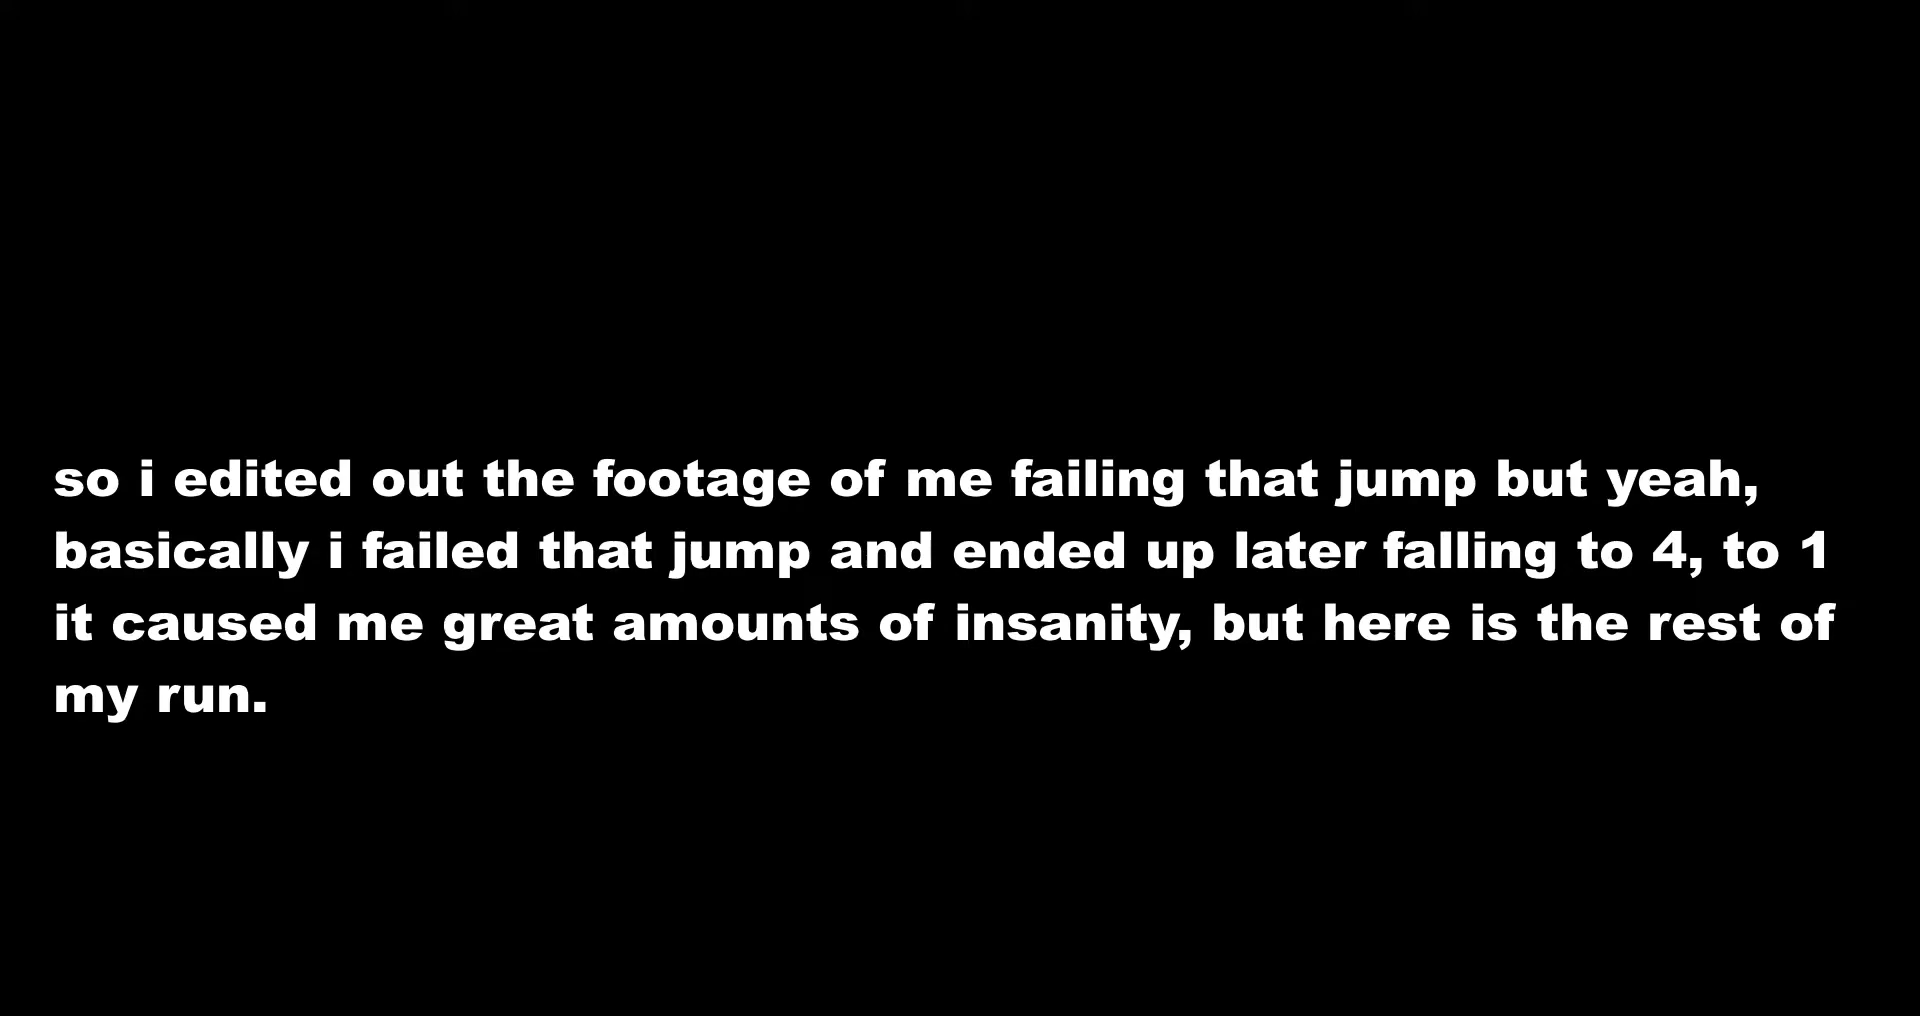 so i edited out the footage of me failing that jump but yeah,
basically i failed that jump and ended up later falling to 4, to 1
it caused me great amounts of insanity, but here is the rest of
my run.